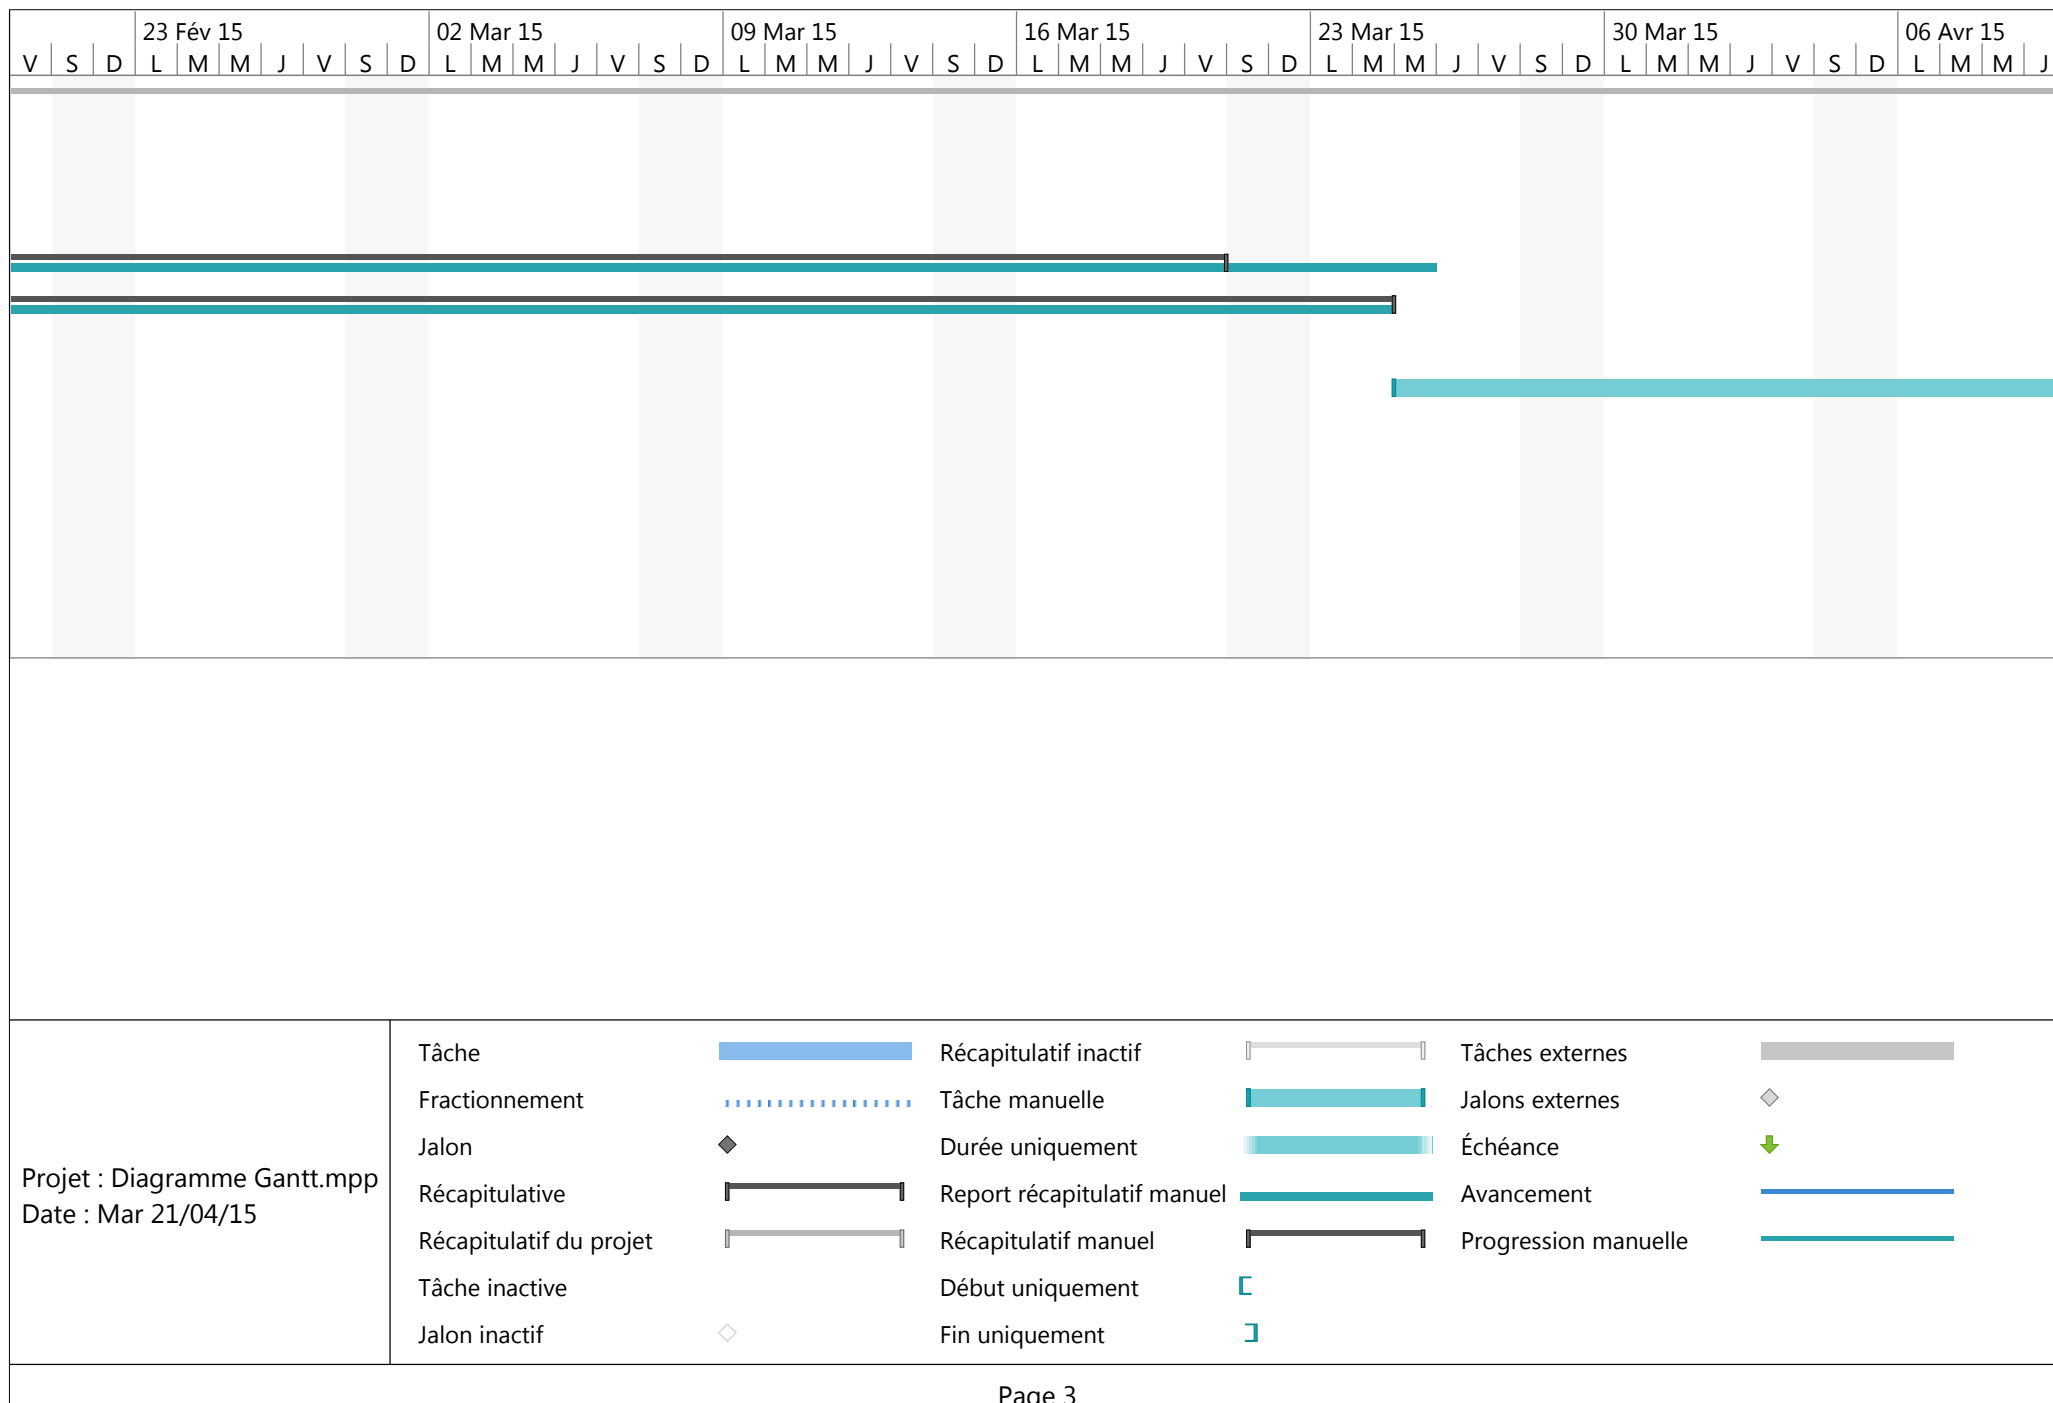 23 Fév 15 02 Mar 15 09 Mar 15 16 Mar 15 23 Mar 15 30 Mar 15 06 Avr 15
V S D L M M J V S D L M M J V S D L M M J V S D L M M J V S D L M M J V S D L M M J V S D L M M J
Projet : Diagramme Gantt.mpp
Date : Mar 21/04/15
Tâche
Fractionnement
Jalon
Récapitulative
Récapitulatif du projet
Tâche inactive
Jalon inactif
Récapitulatif inactif
Tâche manuelle
Durée uniquement
Report récapitulatif manuel
Récapitulatif manuel
Début uniquement
Fin uniquement
Tâches externes
Jalons externes
Échéance
Avancement
Progression manuelle
Page 3